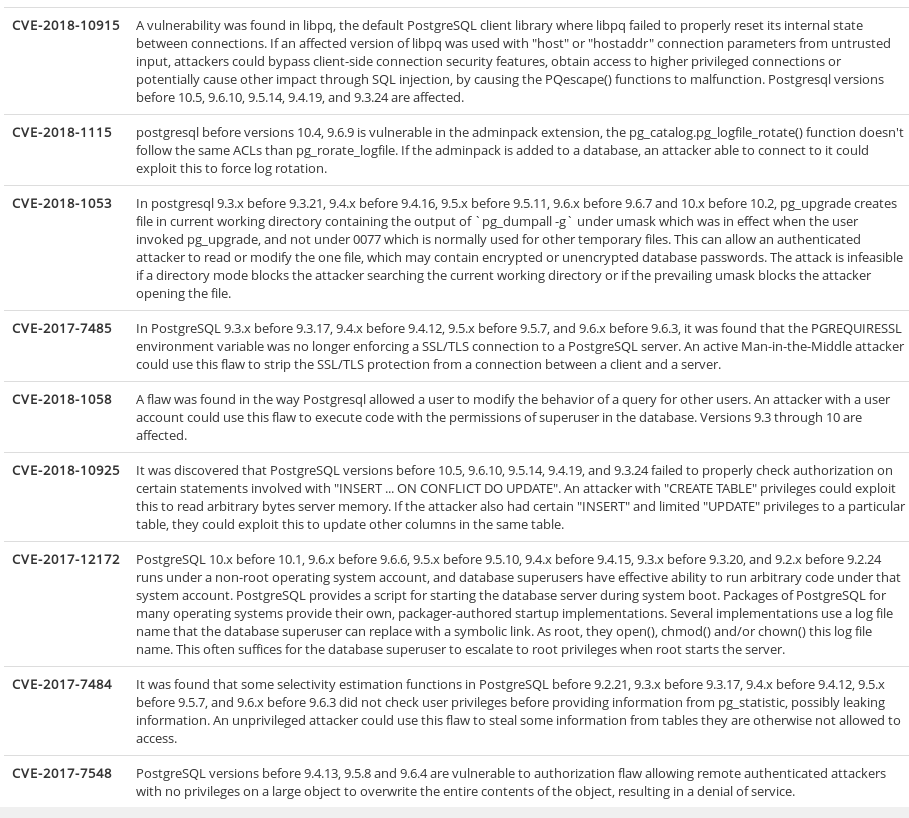 CVE-2018-10915 A vulnerability was found in libpq, the default PostgreSQL client library where libpq failed to properly reset its internal state
between connections. If an affected version of libpq was used with "host" or "hostaddr" connection parameters from untrusted
input, attackers could bypass client-side connection security features, obtain access to higher privileged connections or
potentially cause other impact through SQL injection, by causing the PQescape() functions to malfunction. Postgresql versions
before 10.5, 9.6.10, 9.5.14, 9.4.19, and 9.3.24 are affected.
CVE-2018-1115 postgresql before versions 10.4, 9.6.9 is vulnerable in the adminpack extension, the pg_catalog.pg_logfile_rotate() function doesn't
follow the same ACLs than pg_rorate_logfile. If the adminpack is added to a database, an attacker able to connect to it could
exploit this to force log rotation.
CVE-2018-1053 In postgresql 9.3.x before 9.3.21, 9.4.x before 9.4.16, 9.5.x before 9.5.11, 9.6.x before 9.6.7 and 10.x before 10.2, pg_upgrade creates
file in current working directory containing the output of `pg_dumpall -g` under umask which was in effect when the user
invoked pg_upgrade, and not under 0077 which is normally used for other temporary files. This can allow an authenticated
attacker to read or modify the one file, which may contain encrypted or unencrypted database passwords. The attack is infeasible
if a directory mode blocks the attacker searching the current working directory or if the prevailing umask blocks the attacker
opening the file.
CVE-2017-7485 In PostgreSQL 9.3.x before 9.3.17, 9.4.x before 9.4.12, 9.5.x before 9.5.7, and 9.6.x before 9.6.3, it was found that the PGREQUIRESSL
environment variable was no longer enforcing a SSL/TLS connection to a PostgreSQL server. An active Man-in-the-Middle attacker
could use this flaw to strip the SSL/TLS protection from a connection between a client and a server.
CVE-2018-1058 A flaw was found in the way Postgresql allowed a user to modify the behavior of a query for other users. An attacker with a user
account could use this flaw to execute code with the permissions of superuser in the database. Versions 9.3 through 10 are
affected.
CVE-2018-10925 It was discovered that PostgreSQL versions before 10.5, 9.6.10, 9.5.14, 9.4.19, and 9.3.24 failed to properly check authorization on
certain statements involved with "INSERT ... ON CONFLICT DO UPDATE". An attacker with "CREATE TABLE" privileges could exploit
this to read arbitrary bytes server memory. If the attacker also had certain "INSERT" and limited "UPDATE" privileges to a particular
table, they could exploit this to update other columns in the same table.
CVE-2017-12172 PostgreSQL 10.x before 10.1, 9.6.x before 9.6.6, 9.5.x before 9.5.10, 9.4.x before 9.4.15, 9.3.x before 9.3.20, and 9.2.x before 9.2.24
runs under a non-root operating system account, and database superusers have effective ability to run arbitrary code under that
system account. PostgreSQL provides a script for starting the database server during system boot. Packages of PostgreSQL for
many operating systems provide their own, packager-authored startup implementations. Several implementations use a log file
name that the database superuser can replace with a symbolic link. As root, they open(), chmod() and/or chown() this log file
name. This often suffices for the database superuser to escalate to root privileges when root starts the server.
CVE-2017-7484 It was found that some selectivity estimation functions in PostgreSQL before 9.2.21, 9.3.x before 9.3.17, 9.4.x before 9.4.12, 9.5.x
before 9.5.7, and 9.6.x before 9.6.3 did not check user privileges before providing information from pg_statistic, possibly leaking
information. An unprivileged attacker could use this flaw to steal some information from tables they are otherwise not allowed to
access.
CVE-2017-7548 PostgreSQL versions before 9.4.13, 9.5.8 and 9.6.4 are vulnerable to authorization flaw allowing remote authenticated attackers
with no privileges on a large object to overwrite the entire contents of the object, resulting in a denial of service.